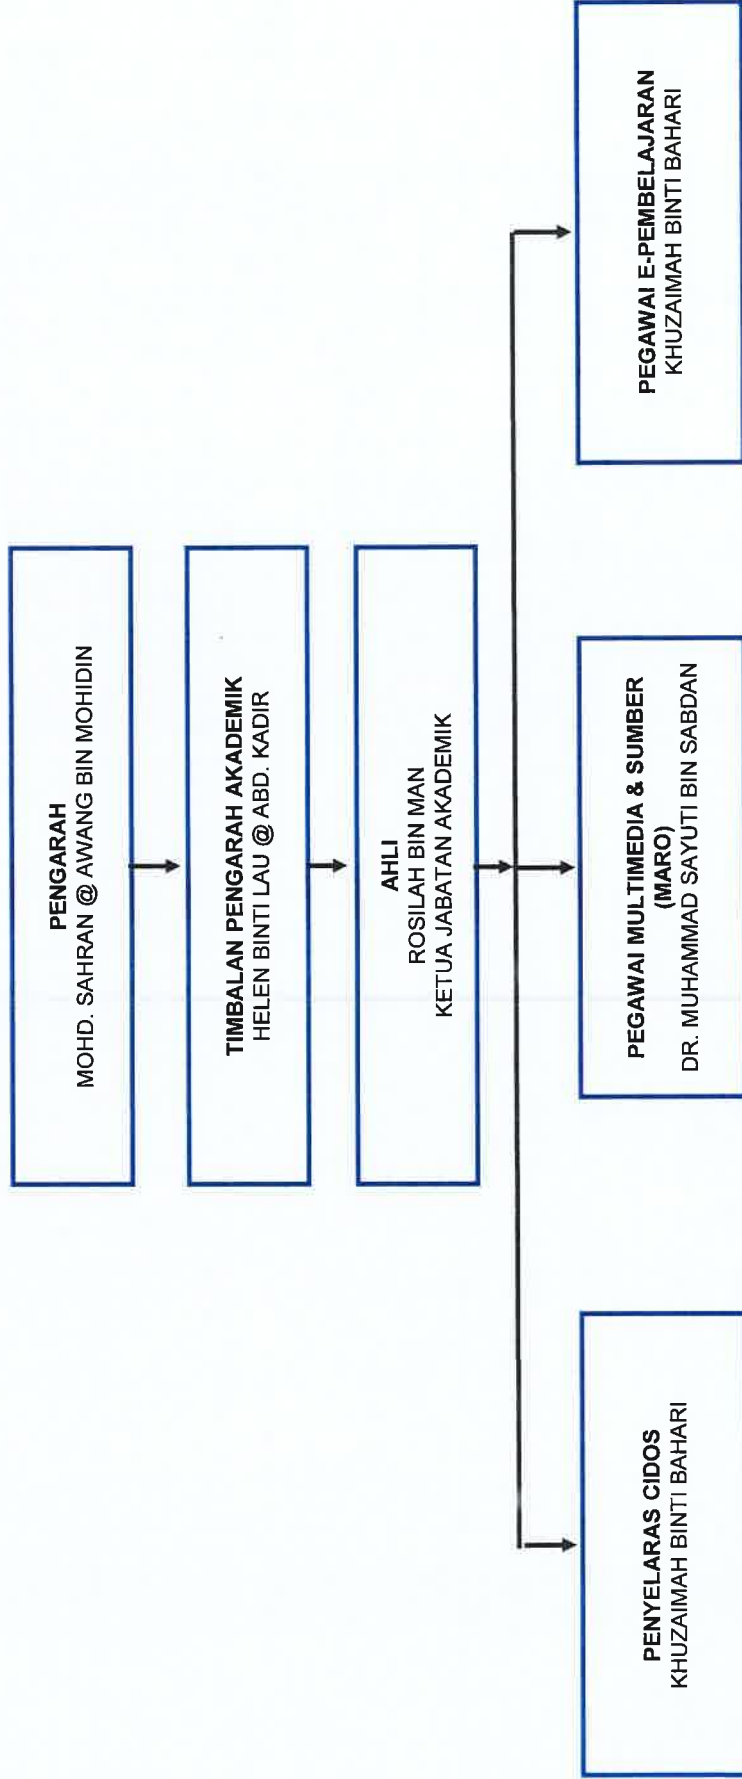 PENGARAH
MOHD. SAHRAN @ AWANG BIN MOHIDIN
TIMBALAN PENGARAH AKADEMIK
HELEN BINTI LAU @ ABD. KADIR
AHLI
ROSILAH BIN MAN
KETUA JABATAN AKADEMIK
PENYELARAS CIDOS
KHUZAIMAH BINTI BAHARI
PEGAWAI MULTIMEDIA & SUMBER
(MARO)
DR. MUHAMMAD SAYUTI BIN SABDAN
PEGAWAI E-PEMBELAJARAN
KHUZAIMAH BINTI BAHARI